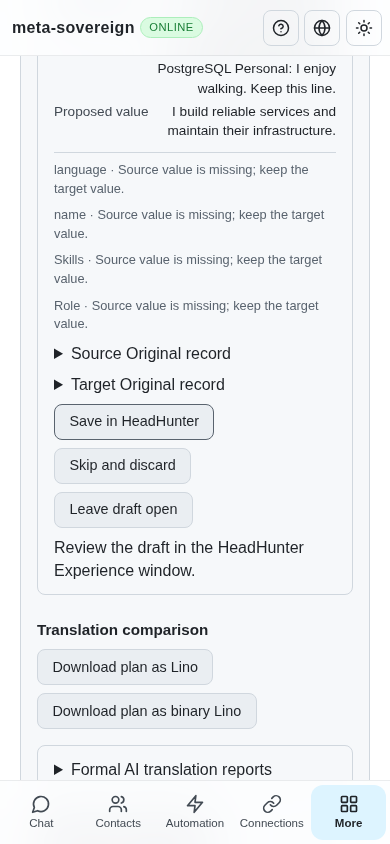 meta-sovereign ONLINE
PostgreSQL Personal: I enjoy
walking. Keep this line.
Proposed value I build reliable services and
maintain their infrastructure.
language · Source value is missing; keep the
target value.
name · Source value is missing; keep the target
value.
Skills · Source value is missing; keep the target
value.
Role · Source value is missing; keep the target
value.
Source Original record
Target Original record
Save in HeadHunter
Skip and discard
Leave draft open
Review the draft in the HeadHunter
Experience window.
Translation comparison
Download plan as Lino
Download plan as binary Lino
Formal AI translation reports
Chat Contacts Automation Connections More